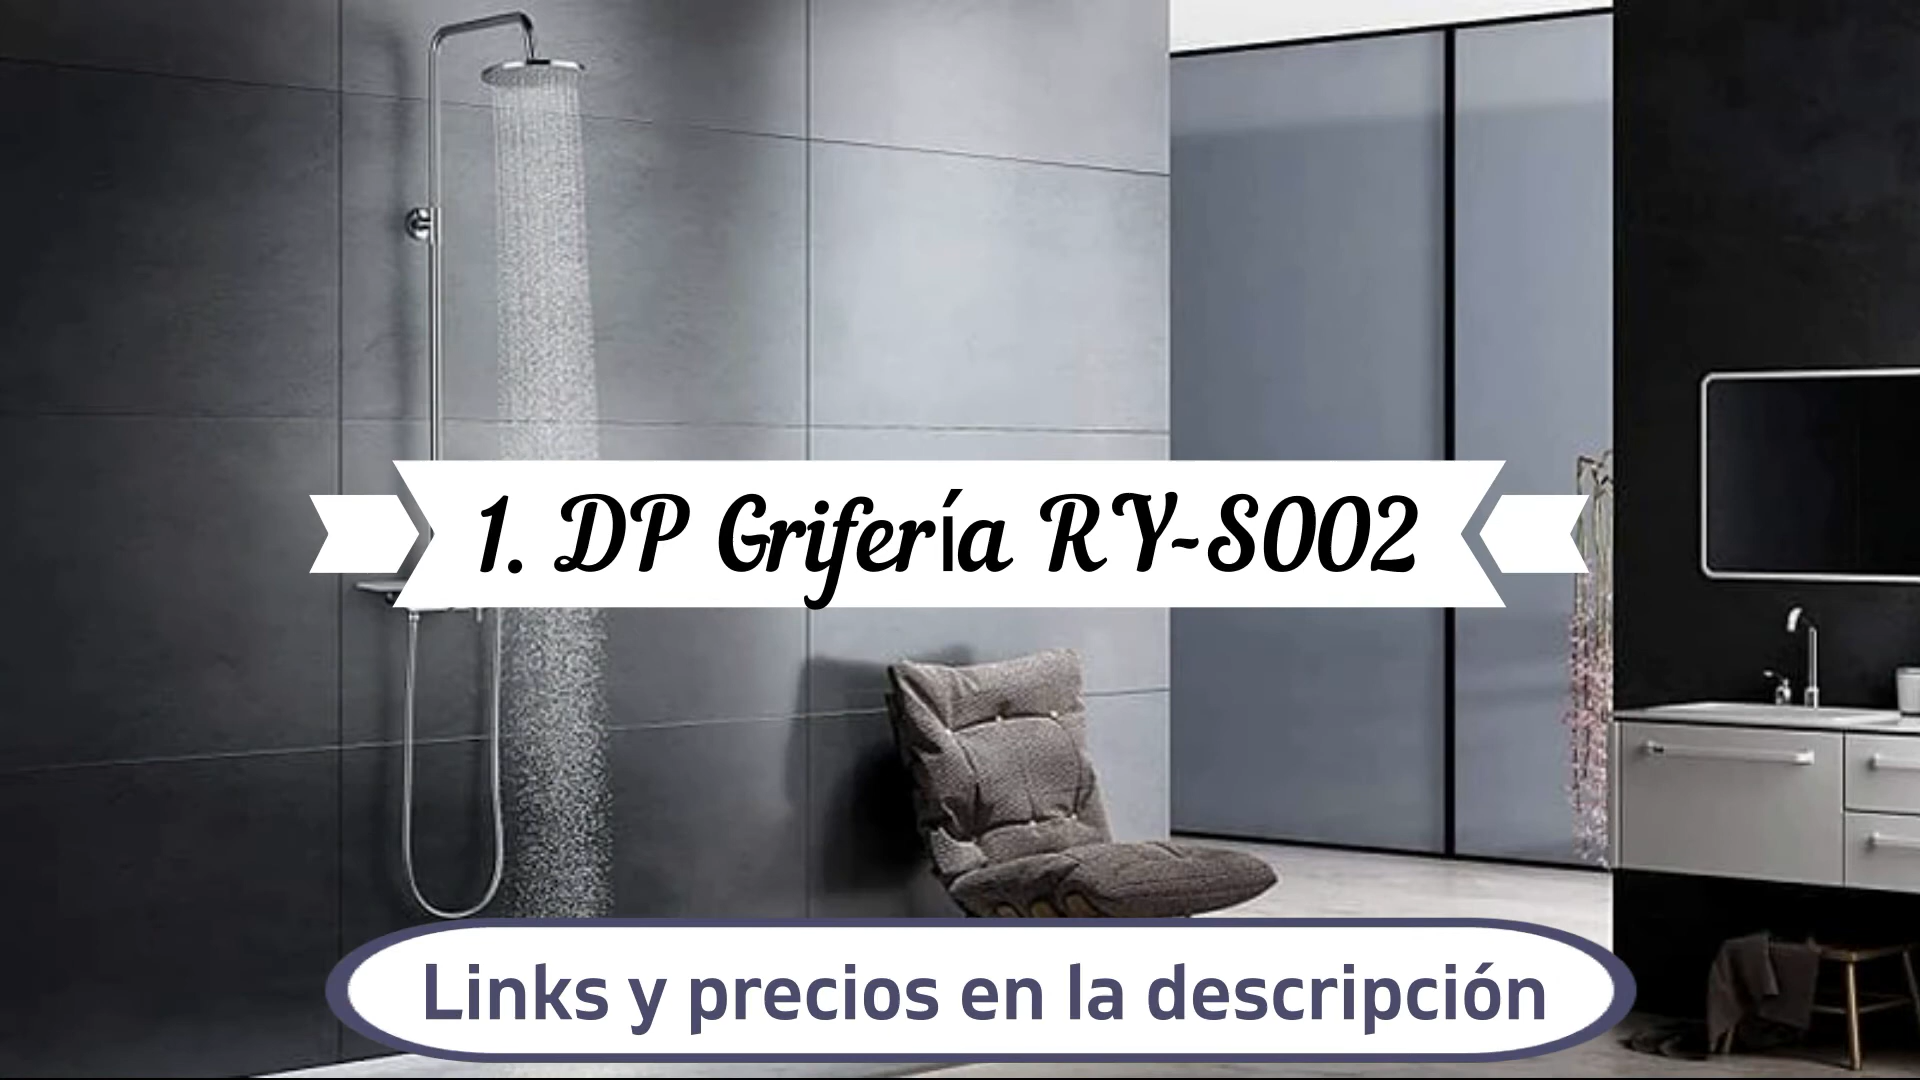 1. DP Grifería RY-S002
Links y precios en la descripción